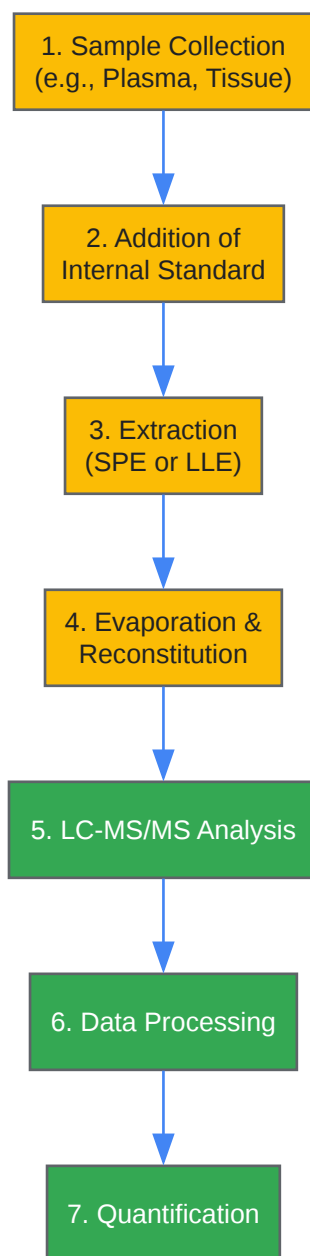 1. Sample Collection
(e.g., Plasma, Tissue)
2. Addition of
Internal Standard
3. Extraction
(SPE or LLE)
4. Evaporation &
Reconstitution
5. LC-MS/MS Analysis
6. Data Processing
7. Quantification